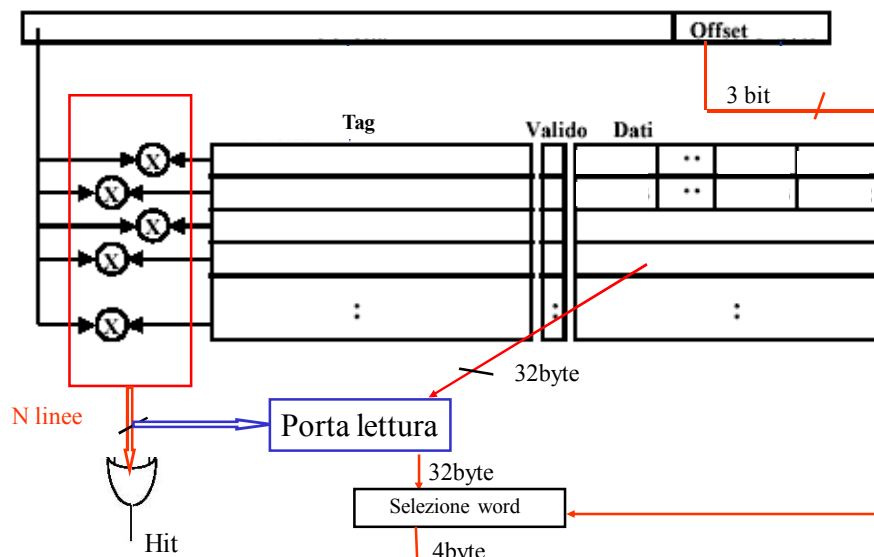 Offset
3 bit
Tag
Valido
Dati
..
X
X
..
X
X
:
:
:
X
32byte
N linee
Porta lettura
32byte
Selezione word
Hit
4byte